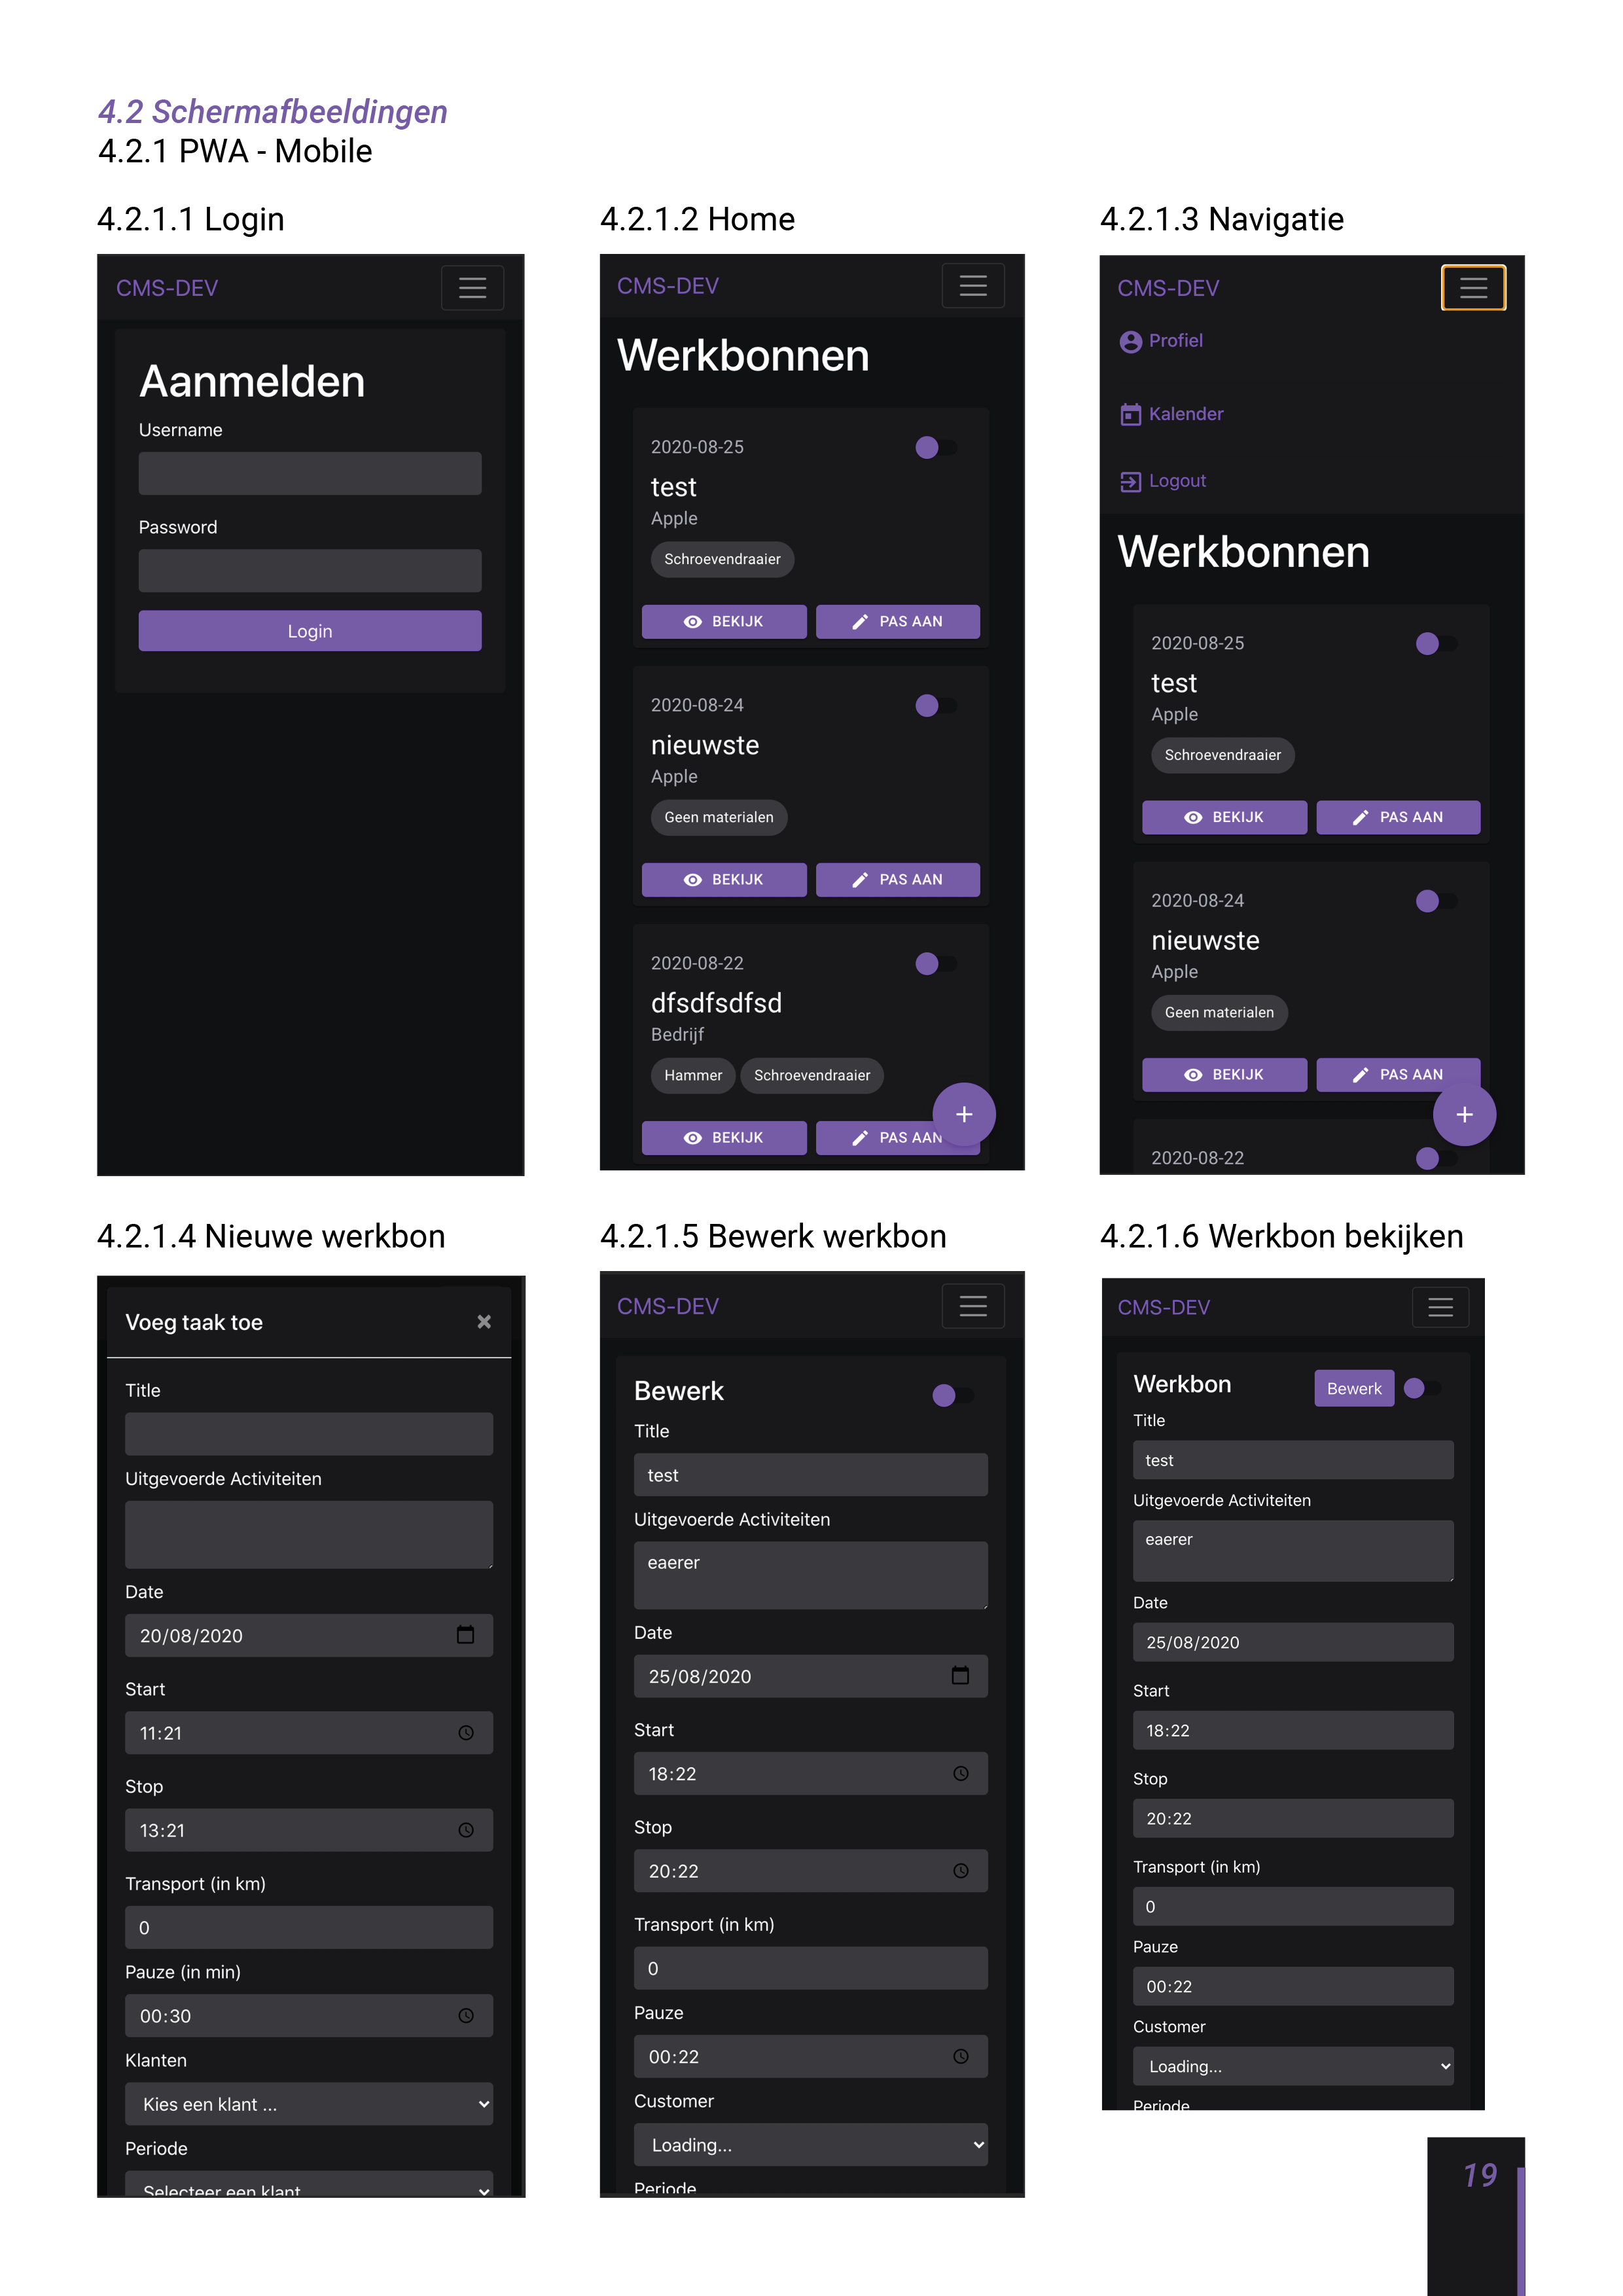 4.2 Schermafbeeldingen
4.2.1 PWA - Mobile
4.2.1.1 Login
CMS-DEV
Aanmelden
Username
Password
Login
4.2.1.2 Home
CMS-DEV
Werkbonnen
2020-08-25
test
Apple
Schroevendraaier
BEKIJK PAS AAN
2020-08-24
nieuwste
Apple
Geen materialen
BEKIJK PAS AAN
2020-08-22
dfsdfsdfsd
Bedrijf
Hammer Schroevendraaier
+
BEKIJK PAS AAN
4.2.1.3 Navigatie
CMS-DEV
Profiel
Kalender
Logout
Werkbonnen
2020-08-25
test
Apple
Schroevendraaier
BEKIJK PAS AAN
2020-08-24
nieuwste
Apple
Geen materialen
BEKIJK PAS AAN
+
2020-08-22
4.2.1.4 Nieuwe werkbon
Voeg taak toe ×
Title
Uitgevoerde Activiteiten
Date
20/08/2020
Start
11:21
Stop
13:21
Transport (in km)
0
Pauze (in min)
00:30
Klanten
Kies een klant ...
Periode
Selecteer een klant
4.2.1.5 Bewerk werkbon
CMS-DEV
Bewerk
Title
test
Uitgevoerde Activiteiten
eaerer
Date
25/08/2020
Start
18:22
Stop
20:22
Transport (in km)
0
Pauze
00:22
Customer
Loading...
Periode
4.2.1.6 Werkbon bekijken
CMS-DEV
Werkbon Bewerk
Title
test
Uitgevoerde Activiteiten
eaerer
Date
25/08/2020
Start
18:22
Stop
20:22
Transport (in km)
0
Pauze
00:22
Customer
Loading...
Periode
19